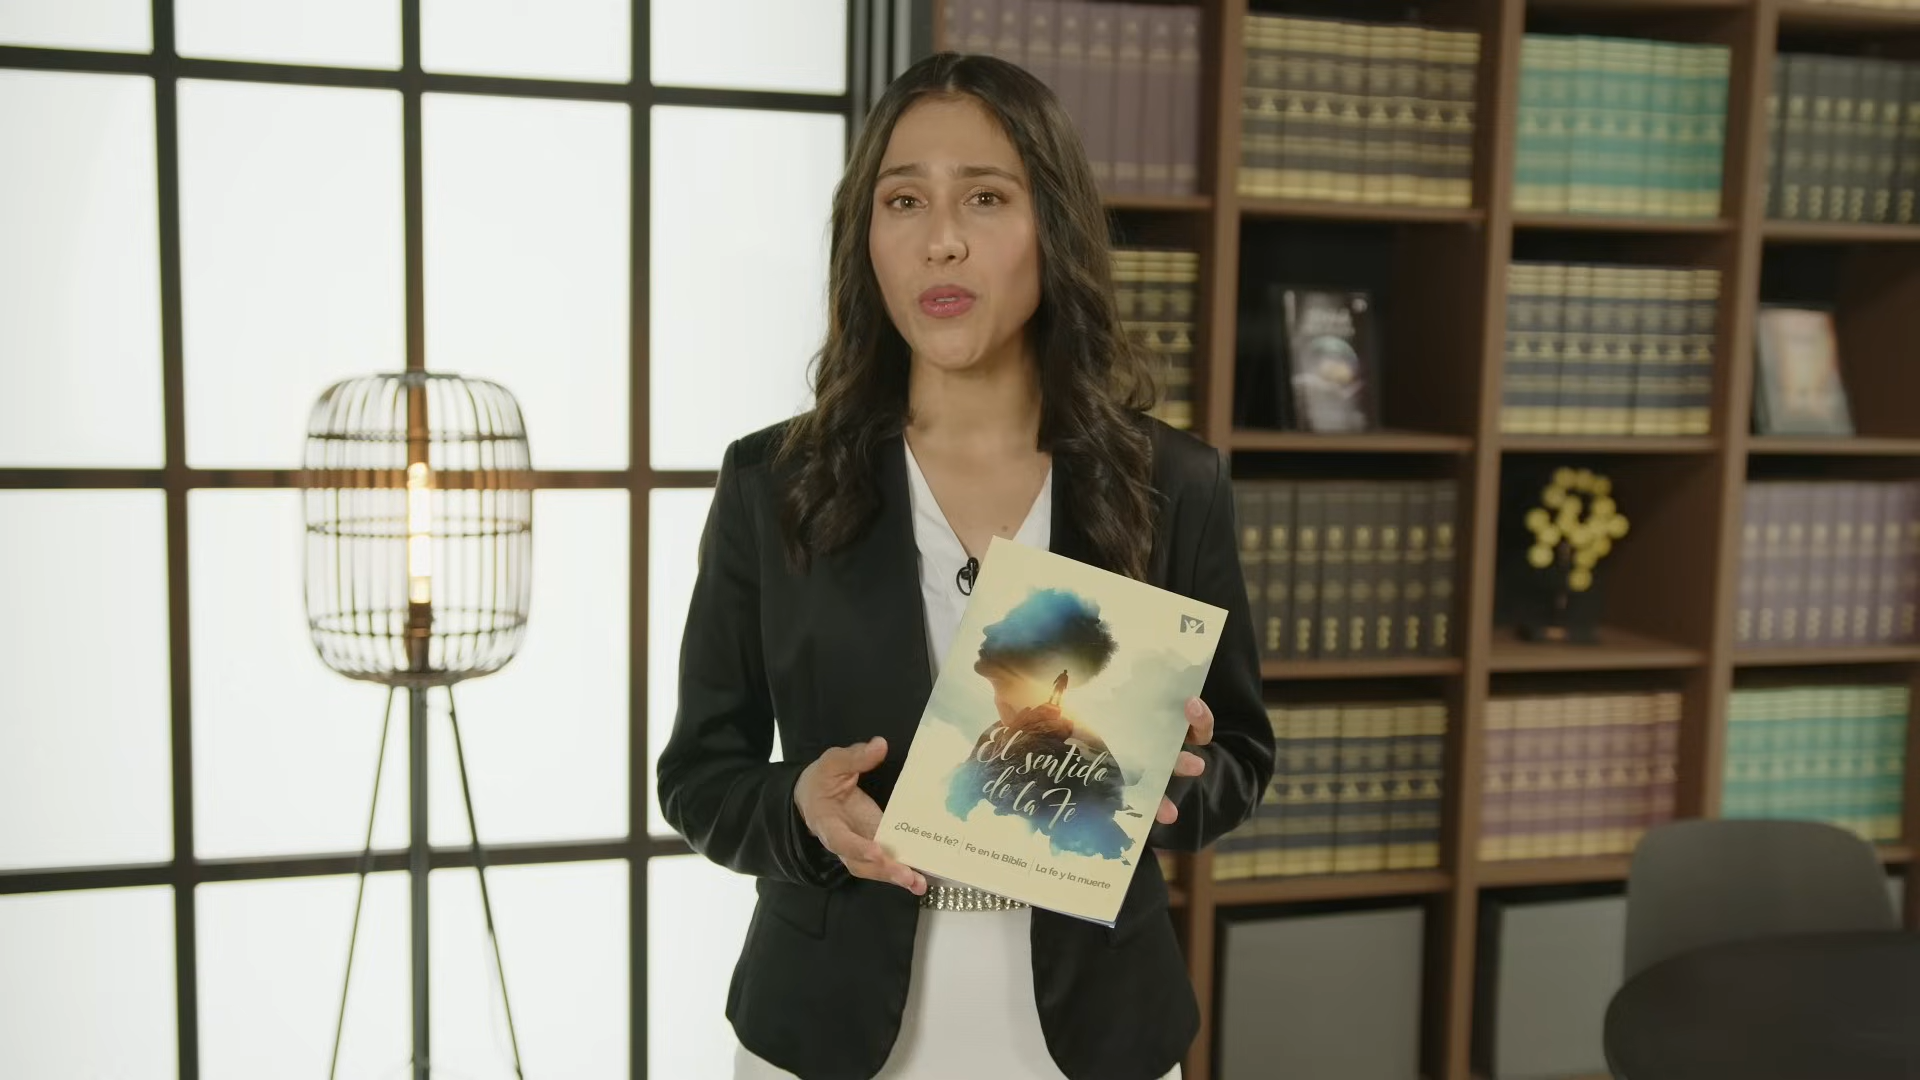 El sentido
de la Fe
¿Qué es la fe? | Fe en la Biblia | La fe y la muerte